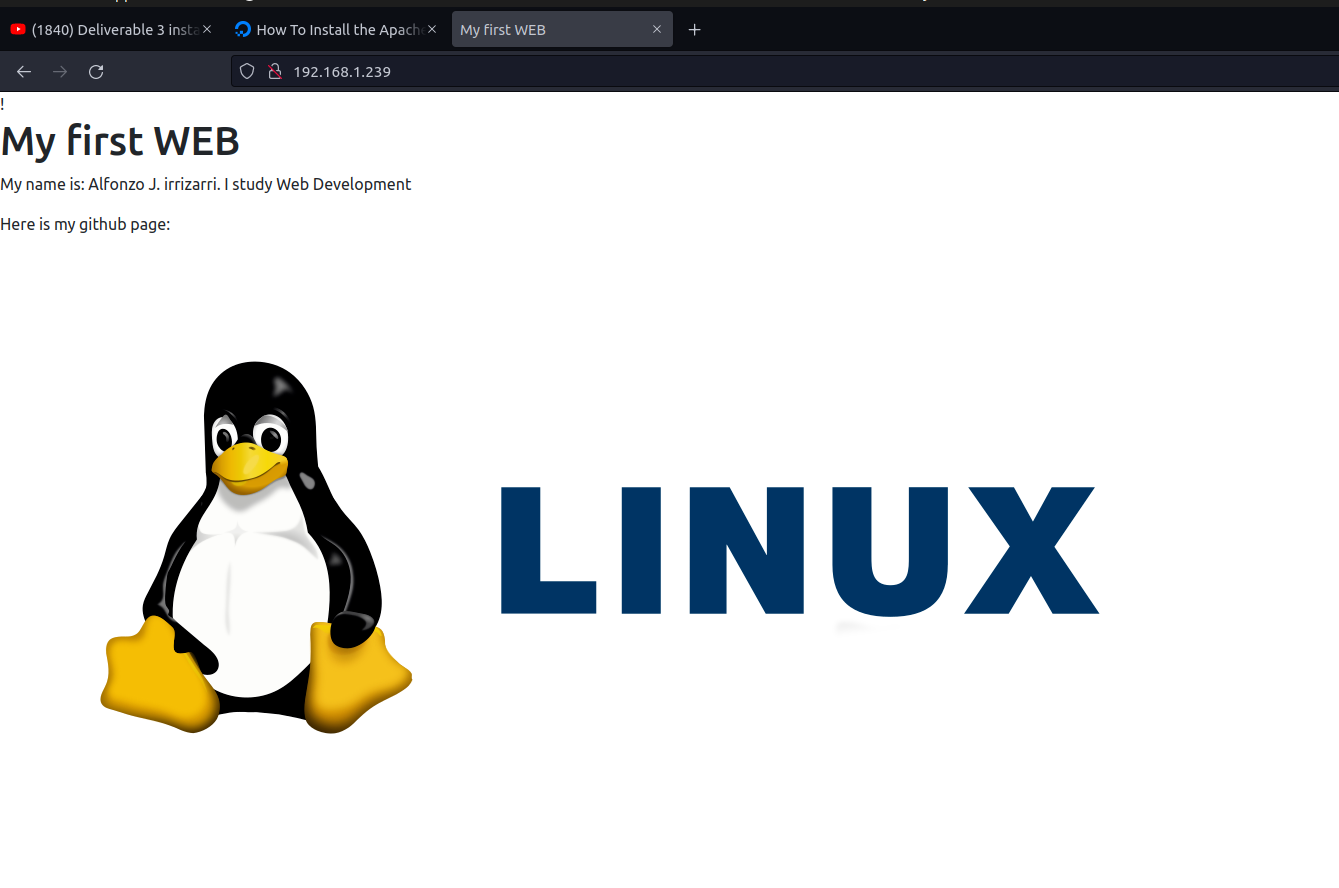 (1840) Deliverable 3 insta
How To Install the Apache
My first WEB
192.168.1.239
!
My first WEB
My name is: Alfonzo J. irrizarri. I study Web Development
Here is my github page:
LINUX